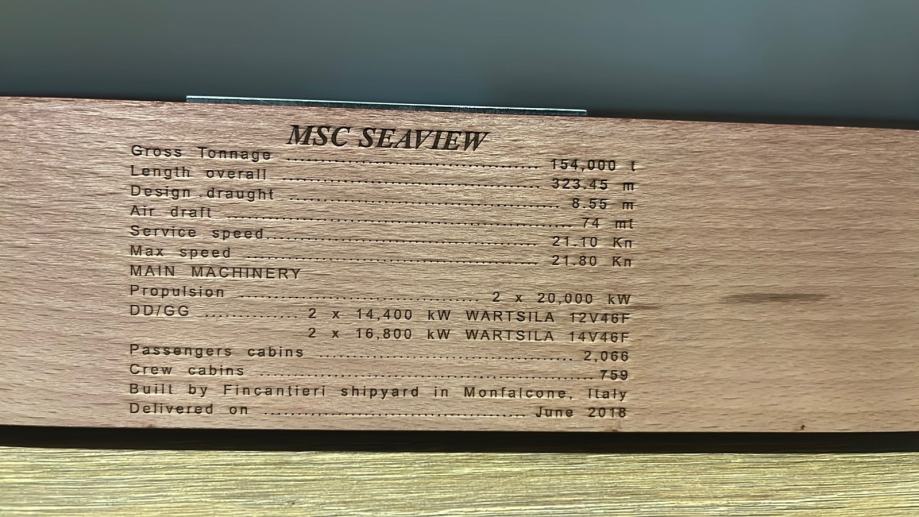 MSC SEAVIEW
Gross Tonnage ........................ 154,000 t
Length overall ........................ 323.45 m
Design draught ........................ 8.55 m
Air draft ........................ 74 mt
Service speed ........................ 21.10 Kn
Max speed ........................ 21.80 Kn
MAIN MACHINERY
Propulsion ........................ 2 x 20,000 kW
DD/GG ............ 2 x 14,400 kW WARTSILA 12V46F
2 x 16,800 kW WARTSILA 14V46F
Passengers cabins ........................ 2,066
Crew cabins ........................ 759
Built by Fincantieri shipyard in Monfalcone, Italy
Delivered on ........................ June 2018